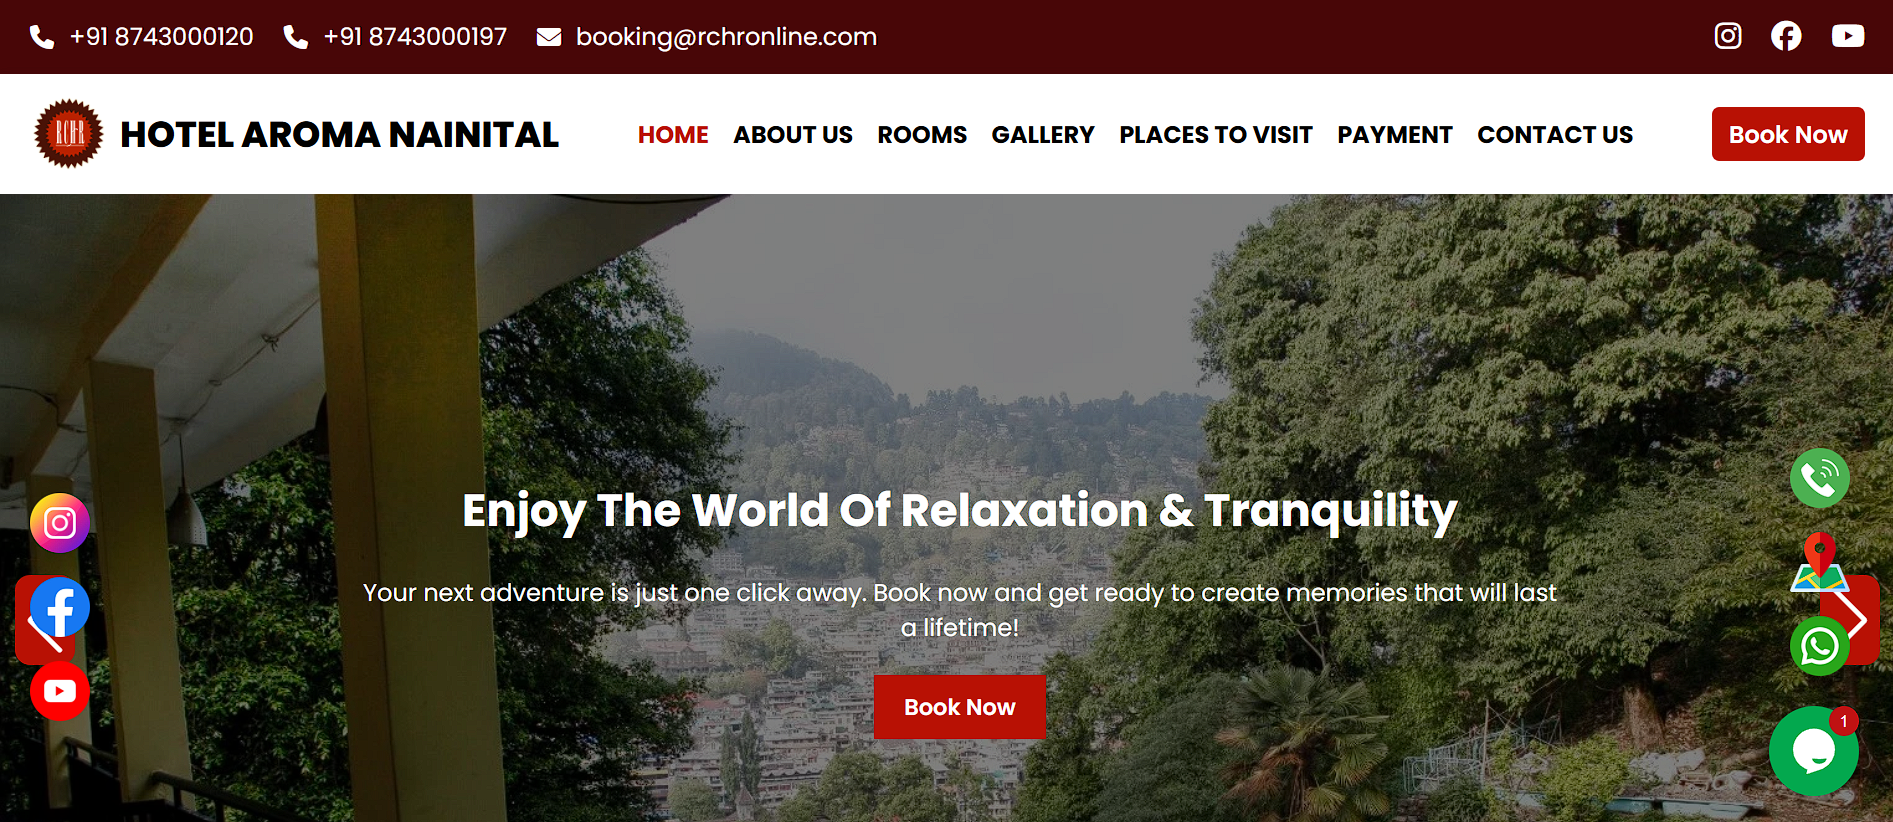 +91 8743000120 +91 8743000197 booking@rchronline.com
RCHR
HOTEL AROMA NAINITAL
HOME ABOUT US ROOMS GALLERY PLACES TO VISIT PAYMENT CONTACT US
Book Now
Enjoy The World Of Relaxation & Tranquility
Your next adventure is just one click away. Book now and get ready to create memories that will last
a lifetime!
Book Now
1